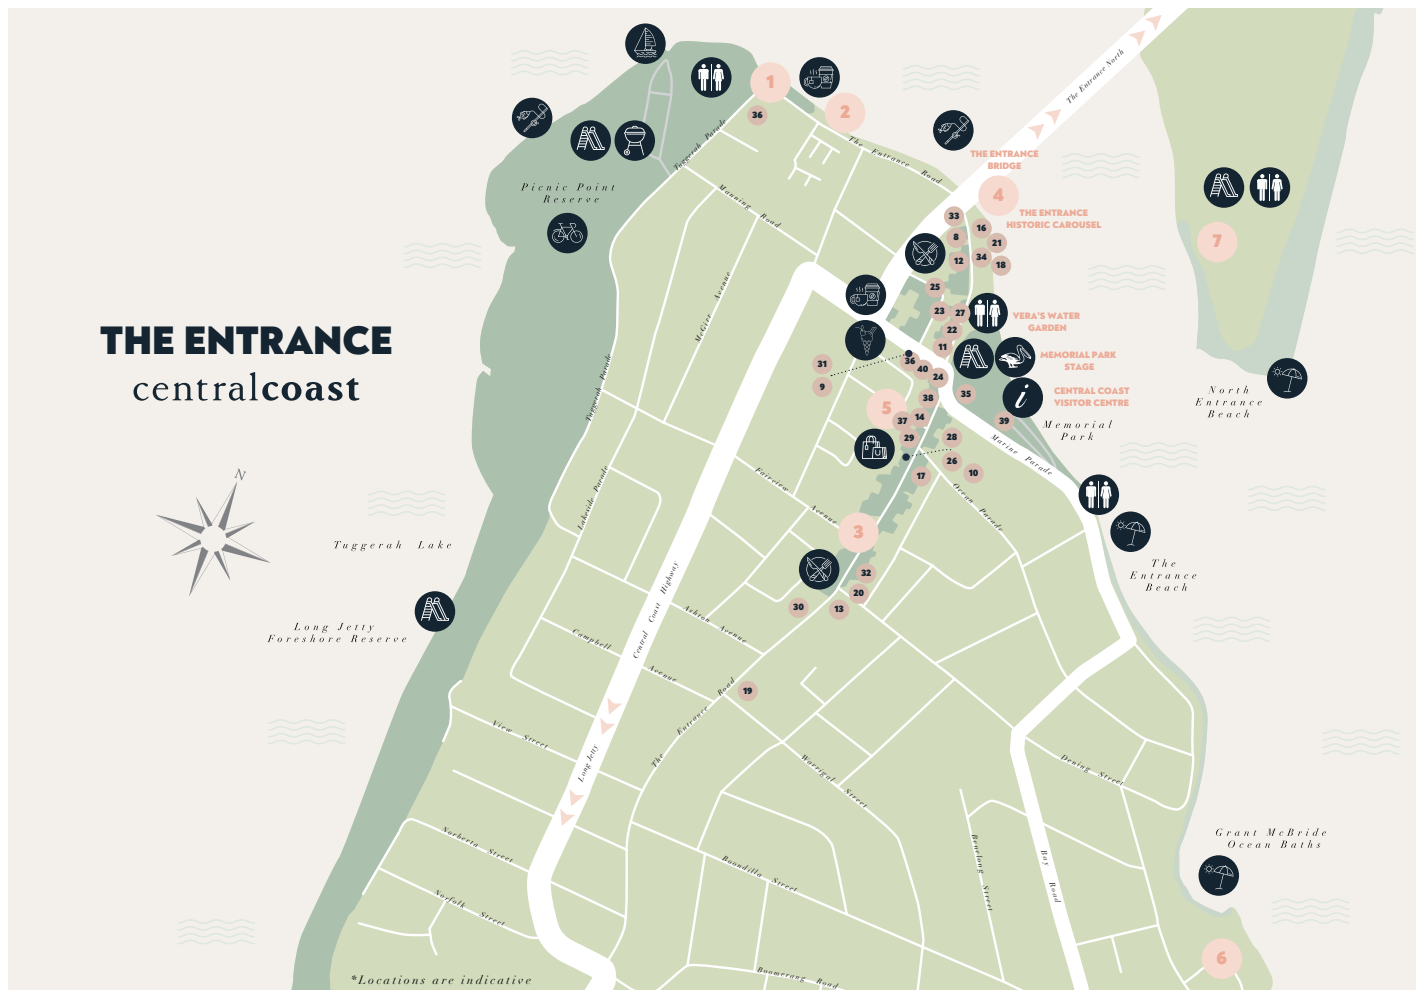 1
2
36
The Entrance North
THE ENTRANCE
BRIDGE
4
Tuggerah Parade
The Entrance Road
Picnic Point
Reserve
Manning Road
THE ENTRANCE
HISTORIC CAROUSEL
33
16
8
21
12
34
18
7
25
McGirr Avenue
23
27
22
11
VERA'S WATER
GARDEN
THE ENTRANCE
centralcoast
MEMORIAL PARK
STAGE
31
9
36
40
24
CENTRAL COAST
VISITOR CENTRE
35
38
5
37
14
39
29
28
26
10
17
Memorial
Park
North
Entrance
Beach
Tuggerah Parade
Marine Parade
N
Lakeside Parade
Fairview Avenue
Ocean Parade
3
Tuggerah Lake
The
Entrance
Beach
32
20
30
13
Long Jetty
Foreshore Reserve
Central Coast Highway
Ashton Avenue
Campbell Avenue
19
The Entrance Road
View Street
Long Jetty
Warrigal Street
Dening Street
Norberta Street
Boondilla Street
Benelong Street
Bay Road
Grant McBride
Ocean Baths
Norfolk Street
6
Boomerang Road
*Locations are indicative